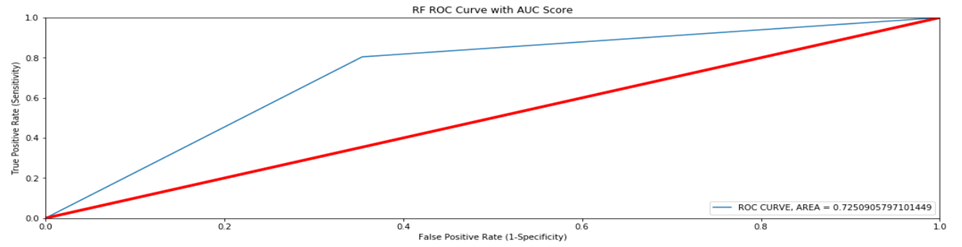 RF ROC Curve with AUC Score
1.0
0.8
0.6
0.4
0.2
0.0
True Positive Rate (Sensitivity)
ROC CURVE, AREA = 0.7250905797101449
0.0 0.2 0.4 0.6 0.8 1.0
False Positive Rate (1-Specificity)